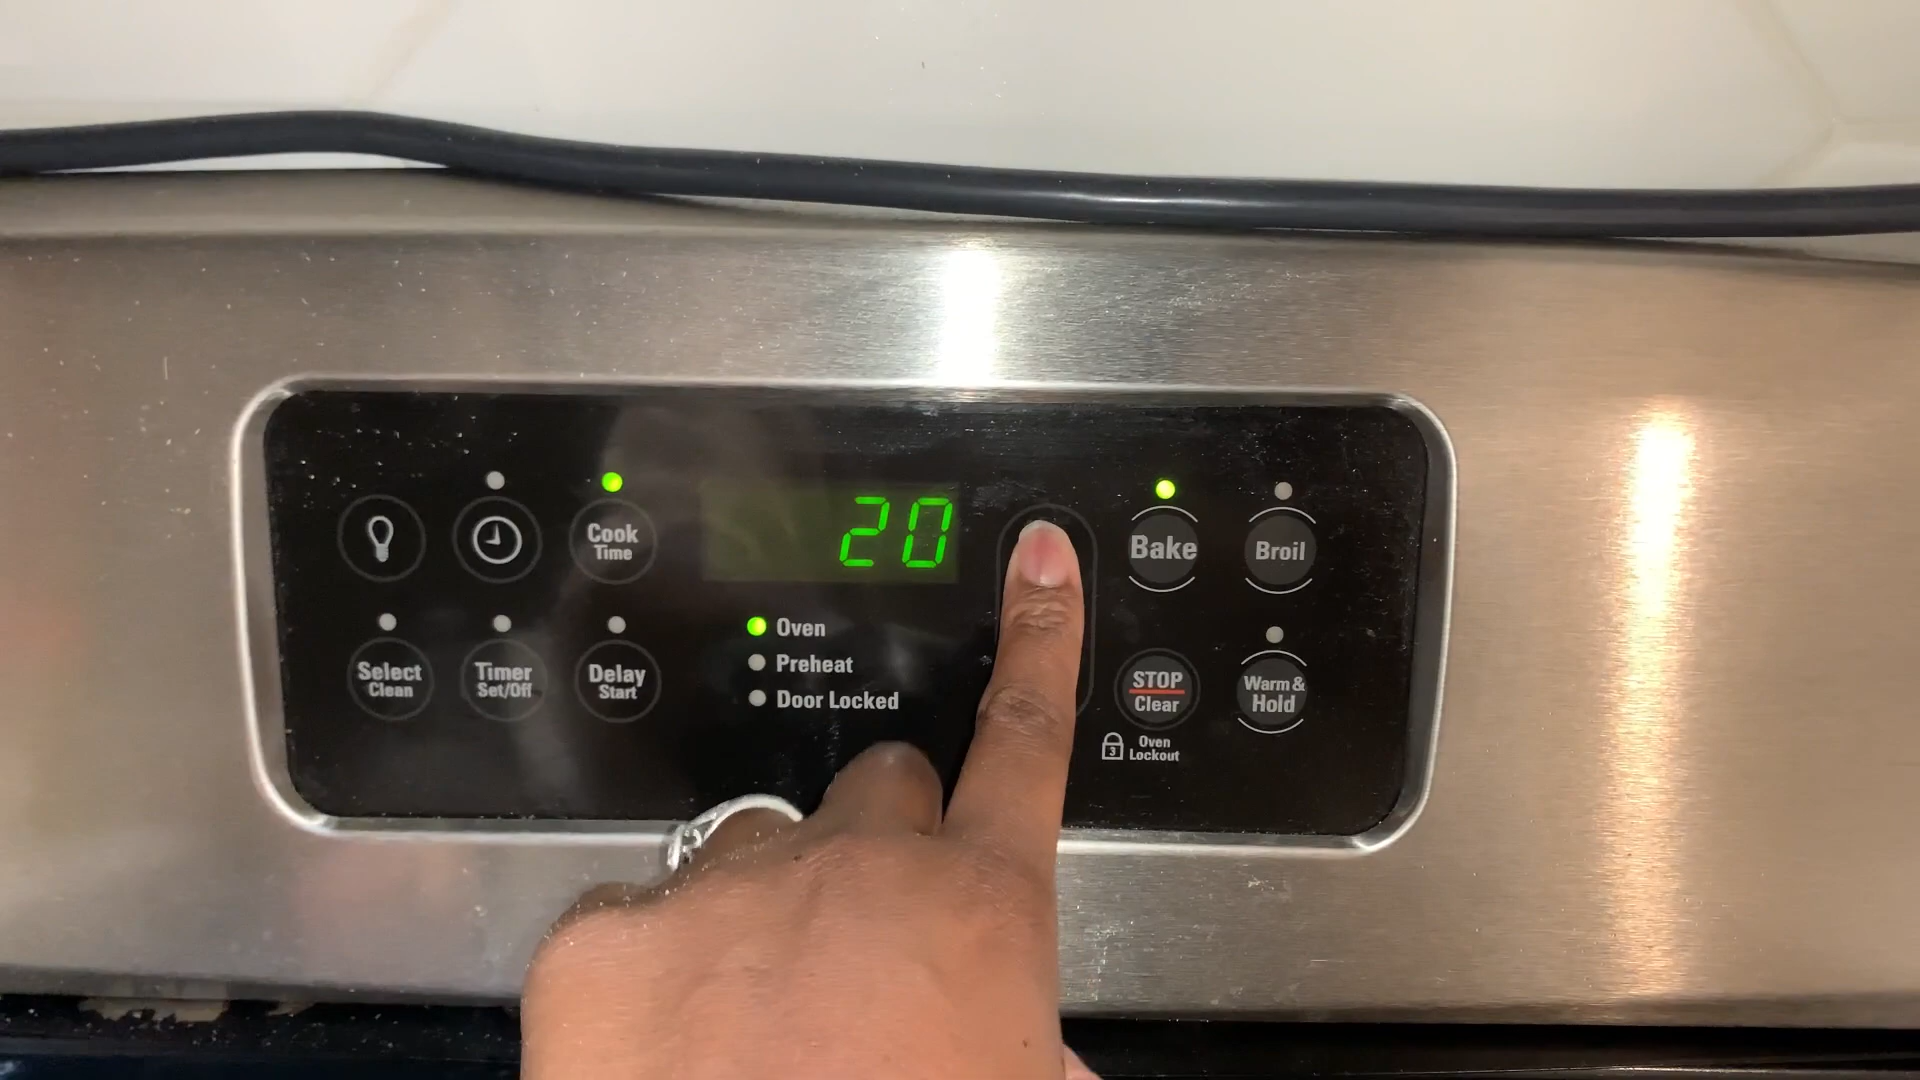 Cook
Time
20
Bake
Broil
Select
Clean
Timer
Set/Off
Delay
Start
Oven
Preheat
Door Locked
STOP
Clear
Warm &
Hold
3
Oven
Lockout